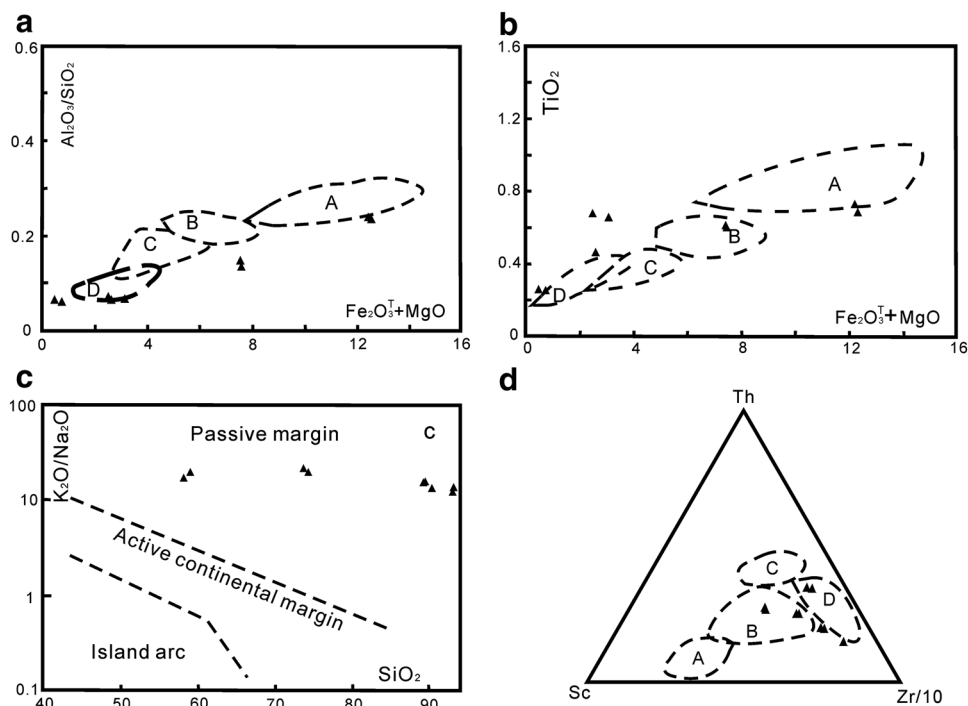 a
0.6
0.4
0.2
0
Al2O3/SiO2
A
B
C
D
Fe2O3T+MgO
0 4 8 12 16
b
1.6
1.2
0.8
0.4
0
TiO2
A
B
C
D
Fe2O3T+MgO
0 4 8 12 16
c
100
10
1
0.1
K2O/Na2O
Passive margin
C
Active continental margin
Island arc
SiO2
40 50 60 70 80 90
d
Th
C
D
B
A
Sc
Zr/10